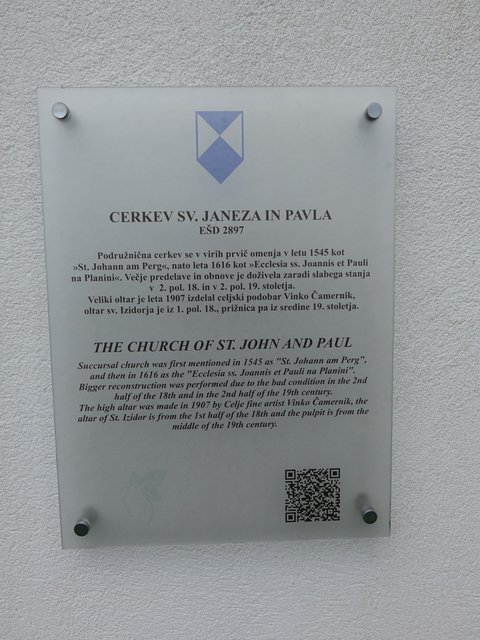 CERKEV SV. JANEZA IN PAVLA
EŠD 2897
Podružnična cerkev se v virih prvič omenja v letu 1545 kot
»St. Johann am Perg«, nato leta 1616 kot »Ecclesia ss. Joannis et Pauli
na Planini«. Večje predelave in obnove je doživela zaradi slabega stanja
v 2. pol. 18. in v 2. pol. 19. stoletja.
Veliki oltar je leta 1907 izdelal celjski podobar Vinko Čamernik,
oltar sv. Izidorja je iz 1. pol. 18., prižnica pa iz sredine 19. stoletja.
THE CHURCH OF ST. JOHN AND PAUL
Succursal church was first mentioned in 1545 as "St. Johann am Perg",
and then in 1616 as the "Ecclesia ss. Joannis et Pauli na Planini".
Bigger reconstruction was performed due to the bad condition in the 2nd
half of the 18th and in the 2nd half of the 19th century.
The high altar was made in 1907 by Celje fine artist Vinko Čamernik, the
altar of St. Izidor is from the 1st half of the 18th and the pulpit is from the
middle of the 19th century.